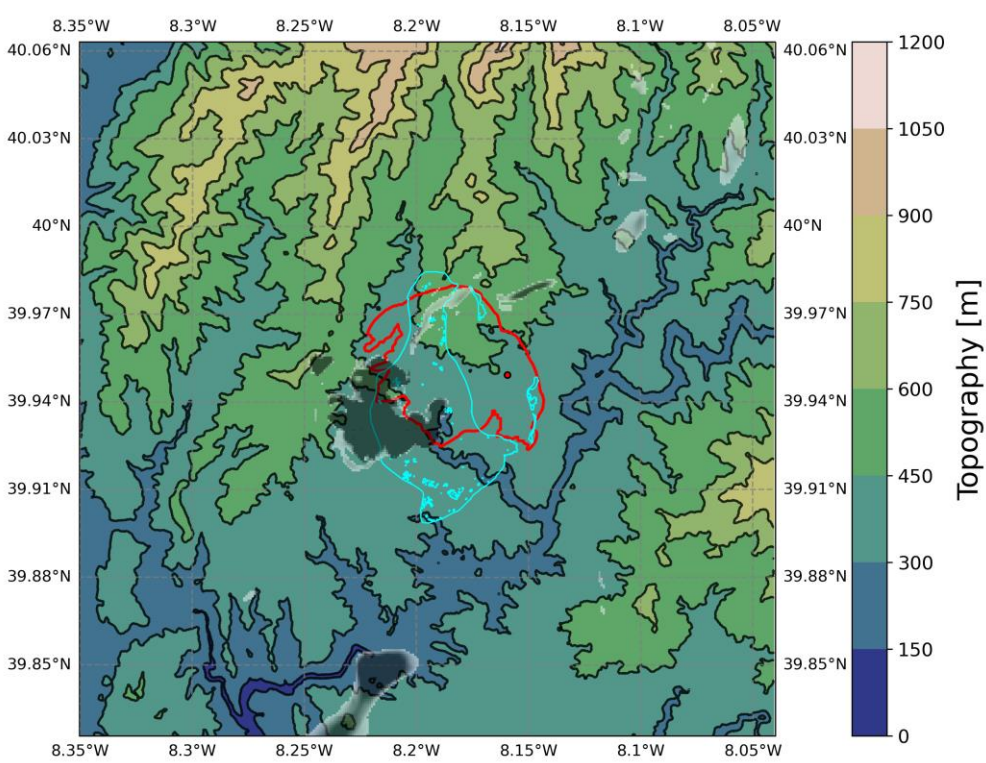 8.35°W 8.3°W 8.25°W 8.2°W 8.15°W 8.1°W 8.05°W
40.06°N 40.06°N 1200
1050
40.03°N 40.03°N
900
40°N 40°N
750
39.97°N 39.97°N
600
39.94°N 39.94°N
450
39.91°N 39.91°N
300
39.88°N 39.88°N
150
39.85°N 39.85°N
0
8.35°W 8.3°W 8.25°W 8.2°W 8.15°W 8.1°W 8.05°W
Topography [m]